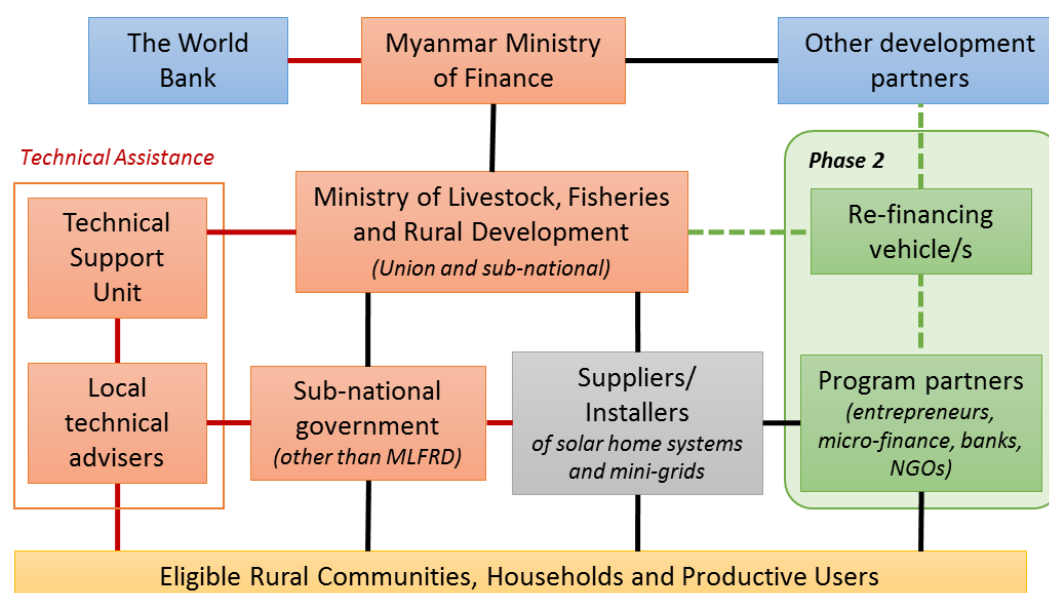 The World
Bank
Myanmar Ministry
of Finance
Other development
partners
Technical Assistance
Phase 2
Technical
Support
Unit
Ministry of Livestock, Fisheries
and Rural Development
(Union and sub-national)
Re-financing
vehicle/s
Local
technical
advisers
Sub-national
government
(other than MLFRD)
Suppliers/
Installers
of solar home systems
and mini-grids
Program partners
(entrepreneurs,
micro-finance, banks,
NGOs)
Eligible Rural Communities, Households and Productive Users